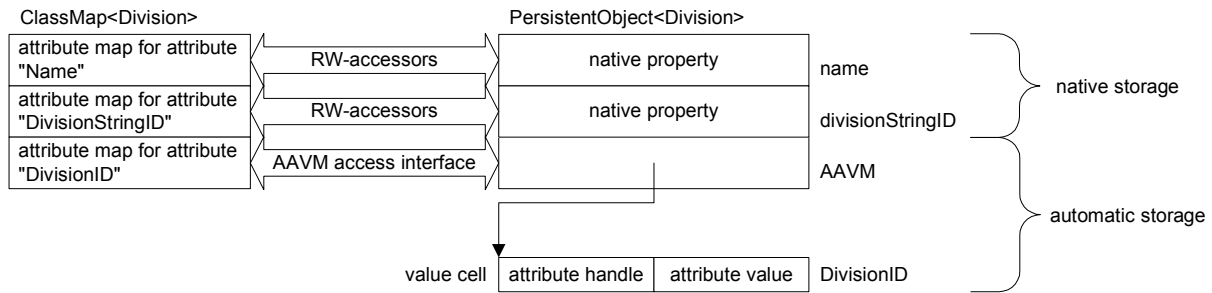 ClassMap<Division>
PersistentObject<Division>
attribute map for attribute
"Name"
RW-accessors
native property
name
native storage
attribute map for attribute
"DivisionStringID"
RW-accessors
native property
divisionStringID
attribute map for attribute
"DivisionID"
AAVM access interface
AAVM
automatic storage
value cell
attribute handle
attribute value
DivisionID